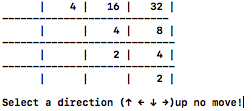 | 4 | 16 | 32 |
-----------------------------
| | 4 | 8
-----------------------------
| | 2 | 4
-----------------------------
| | | 2 |
Select a direction (↑ ← ↓ →)up no move!